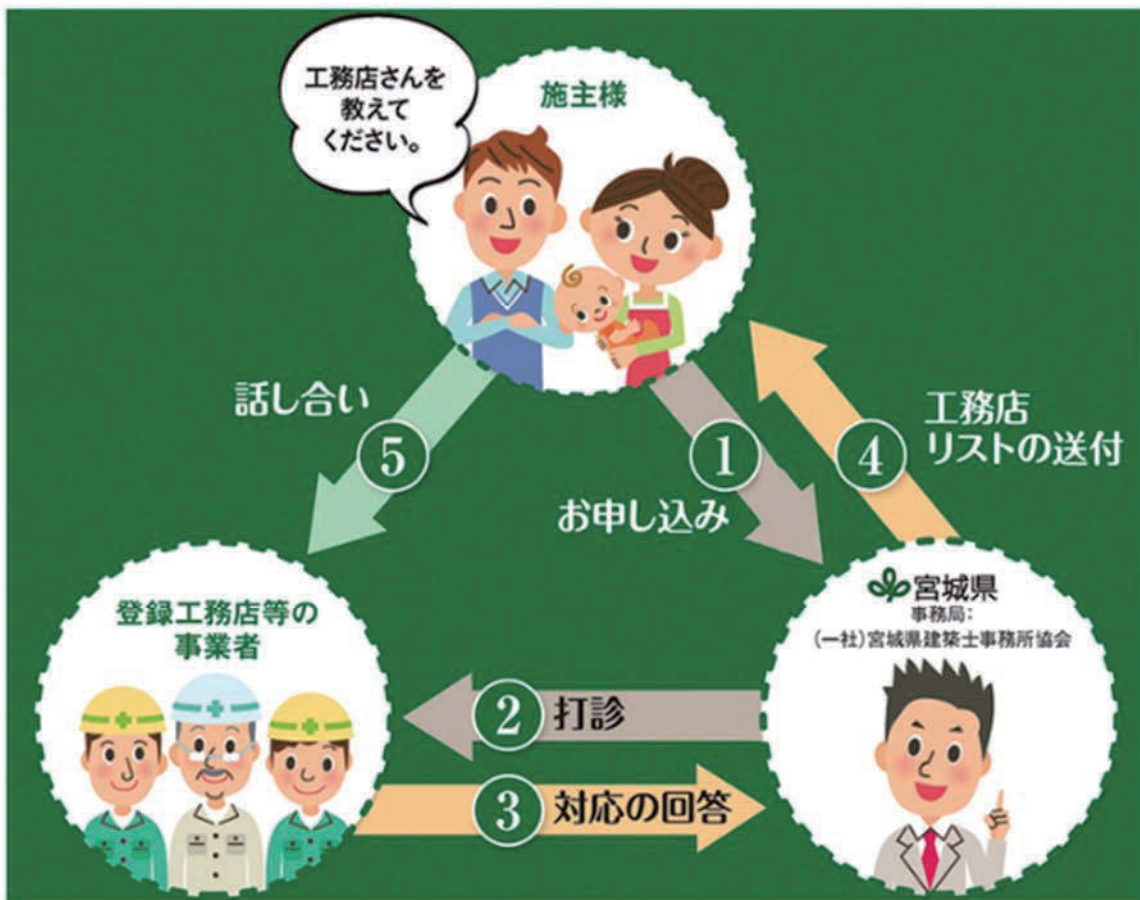 工務店さんを
教えて
ください。
施主様
話し合い
5
1
お申し込み
4
工務店
リストの送付
登録工務店等の
事業者
宮城県
事務局：
(一社)宮城県建築士事務所協会
2 打診
3 対応の回答